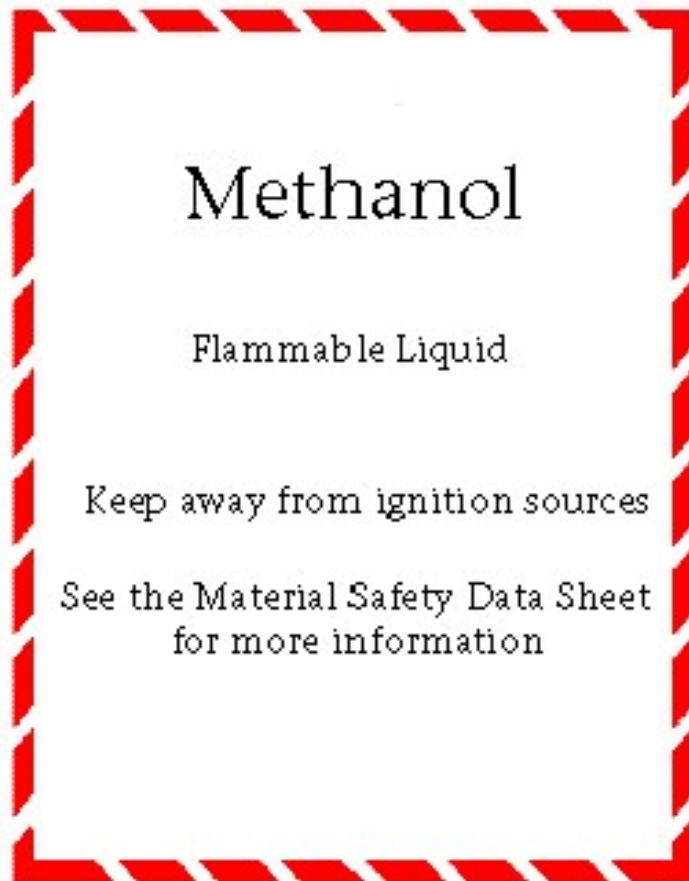 Methanol
Flammable Liquid
Keep away from ignition sources
See the Material Safety Data Sheet
for more information